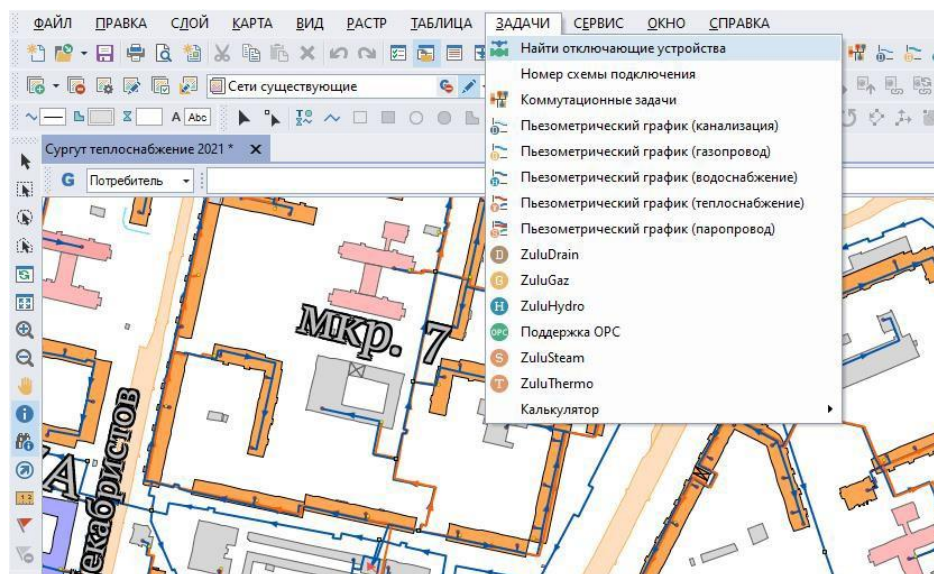 ФАЙЛ ПРАВКА СЛОЙ КАРТА ВИД РАСТР ТАБЛИЦА ЗАДАЧИ СЕРВИС ОКНО СПРАВКА
Найти отключающие устройства
Номер схемы подключения
Сети существующие
Коммутационные задачи
A Abc
Пьезометрический график (канализация)
Сургут теплоснабжение 2021 *
Пьезометрический график (газопровод)
G Потребитель
Пьезометрический график (водоснабжение)
Пьезометрический график (теплоснабжение)
Пьезометрический график (паропровод)
D ZuluDrain
G ZuluGaz
H ZuluHydro
OPC Поддержка OPC
S ZuluSteam
T ZuluThermo
Калькулятор
мкр. 7
екабристов